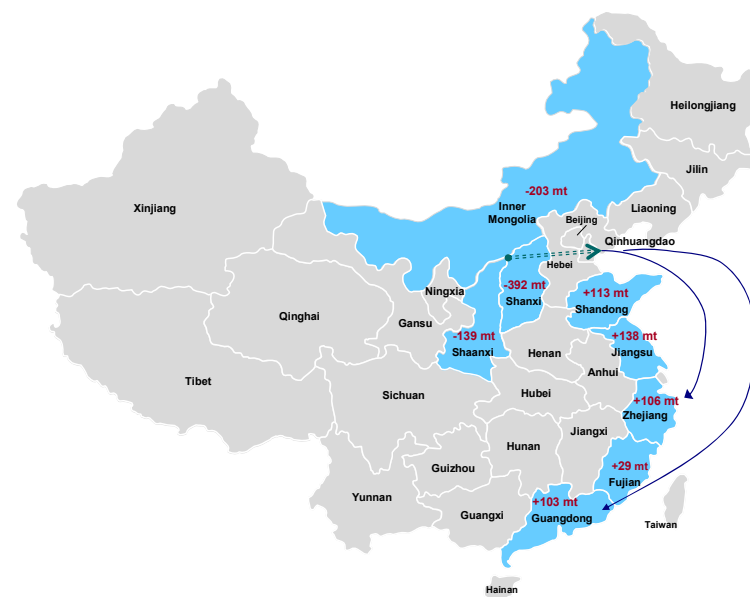 Heilongjiang
Jilin
-203 mt
Inner
Mongolia
Liaoning
Xinjiang
Beijing
Qinhuangdao
Hebei
Ningxia
-392 mt
Shanxi
+113 mt
Shandong
Qinghai
Gansu
-139 mt
Shaanxi
+138 mt
Jiangsu
Henan
Anhui
Tibet
Sichuan
Hubei
+106 mt
Zhejiang
Jiangxi
Hunan
Guizhou
+29 mt
Fujian
Yunnan
Guangxi
+103 mt
Guangdong
Taiwan
Hainan